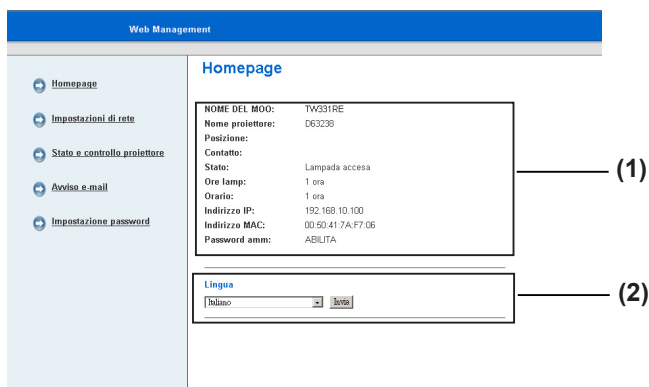 Web Management
Homepage
Impostazioni di rete
Stato e controllo proiettore
Avviso e-mail
Impostazione password
Homepage
NOME DEL MOO: TW331RE
Nome proiettore: D63238
Posizione:
Contatto:
Stato: Lampada accesa
Ore lamp: 1 ora
Orario: 1 ora
Indirizzo IP: 192.168.10.100
Indirizzo MAC: 00:50:41:7A:F7:06
Password amm: ABILITA
(1)
Lingua
Italiano Invia
(2)